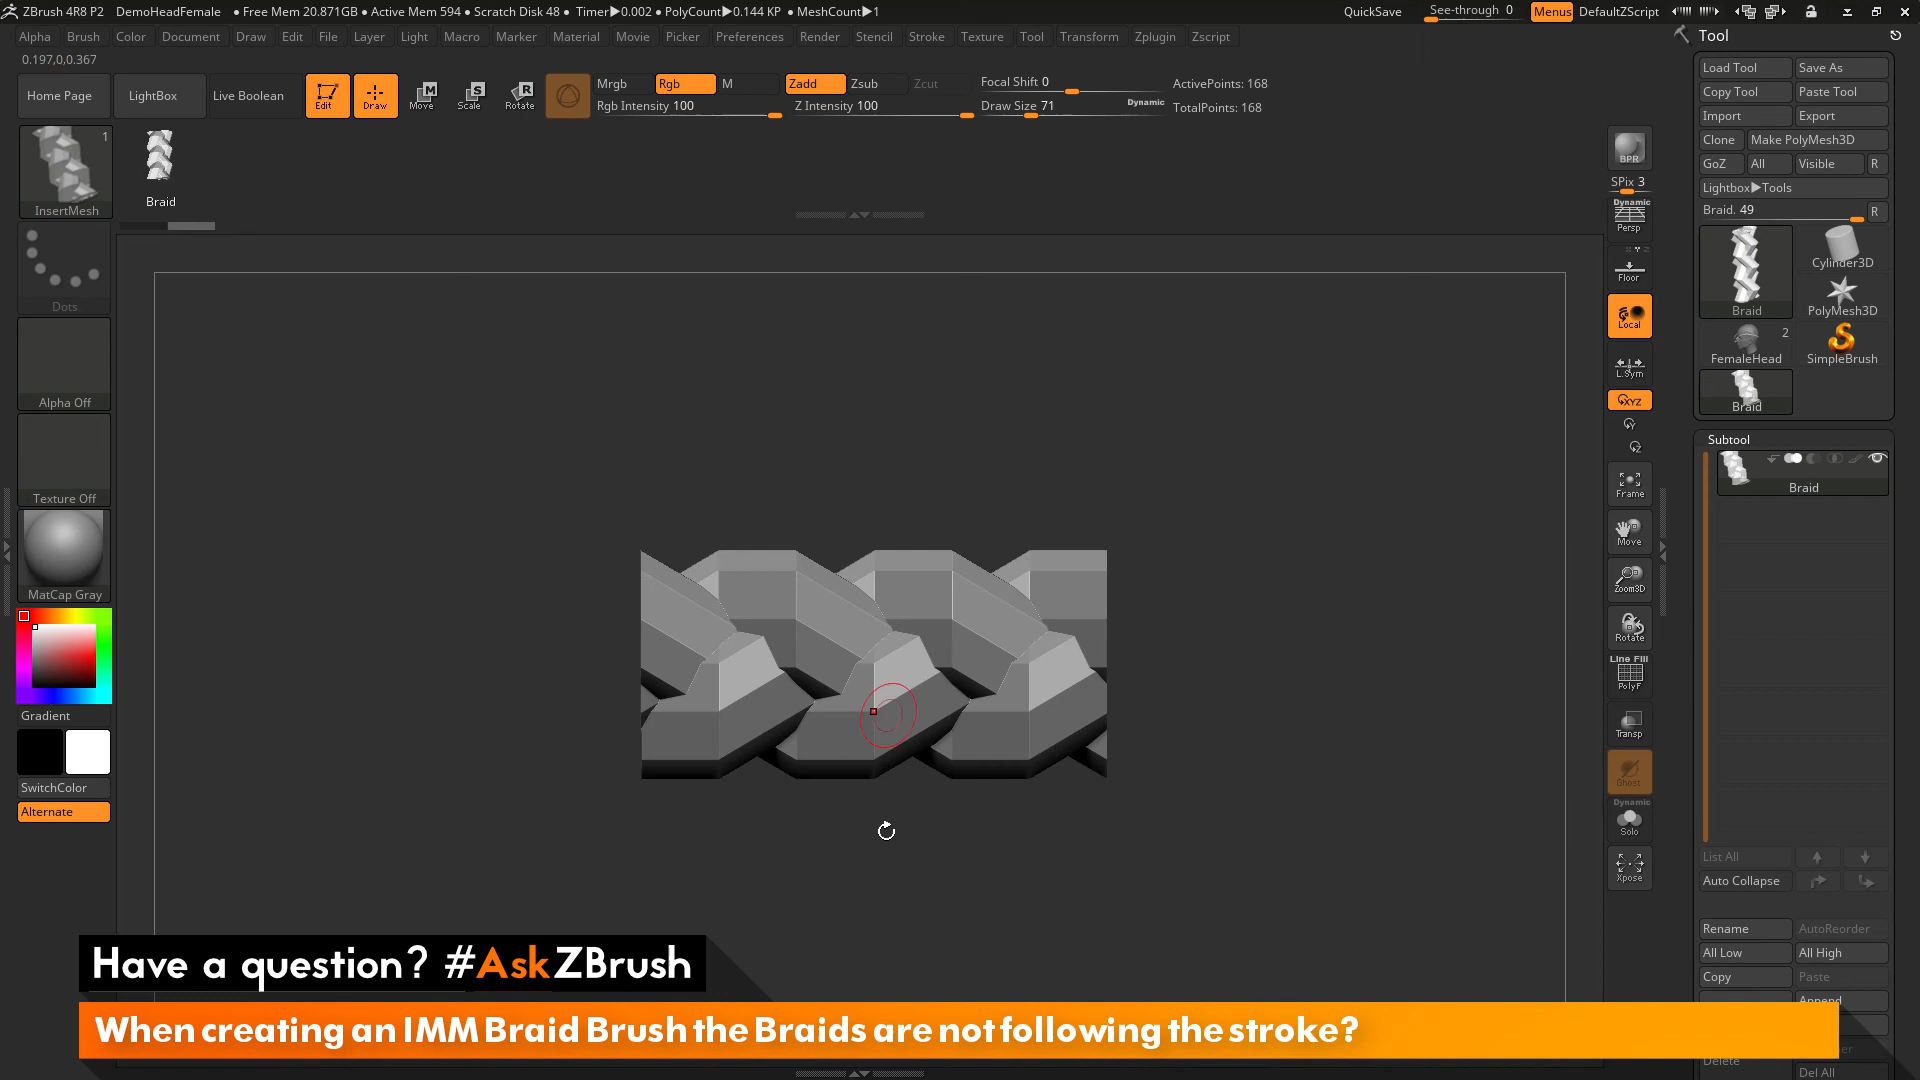 ZBrush 4R8 P2 DemoHeadFemale • Free Mem 20.871GB • Active Mem 594 • Scratch Disk 48 • Timer▶0.002 • PolyCount▶0.144 KP • MeshCount▶1 QuickSave See-through 0 Menus DefaultZScript
Alpha Brush Color Document Draw Edit File Layer Light Macro Marker Material Movie Picker Preferences Render Stencil Stroke Texture Tool Transform Zplugin Zscript
0.197,0,0.367
Home Page LightBox Live Boolean Edit Draw Move Scale Rotate
M S R
Mrgb Rgb M Zadd Zsub Zcut Focal Shift 0 ActivePoints: 168
Rgb Intensity 100 Z Intensity 100 Draw Size 71 Dynamic TotalPoints: 168
1
InsertMesh
Braid
Dots
Alpha Off
Texture Off
MatCap Gray
Gradient
SwitchColor
Alternate
BPR
SPix 3
Dynamic
Persp
Floor
Local
L.Sym
XYZ
Y
Z
Frame
Move
Zoom3D
Rotate
Line Fill
PolyF
Transp
Ghost
Dynamic
Solo
Xpose
Tool
Load Tool Save As
Copy Tool Paste Tool
Import Export
Clone Make PolyMesh3D
GoZ All Visible R
Lightbox▶Tools
Braid. 49 R
Braid Cylinder3D
PolyMesh3D
FemaleHead 2 SimpleBrush
Braid
Subtool
Braid
List All
Auto Collapse
Rename AutoReorder
All Low All High
Copy Paste
Append
Delete
Del All
Have a question? #AskZBrush
When creating an IMM Braid Brush the Braids are not following the stroke?